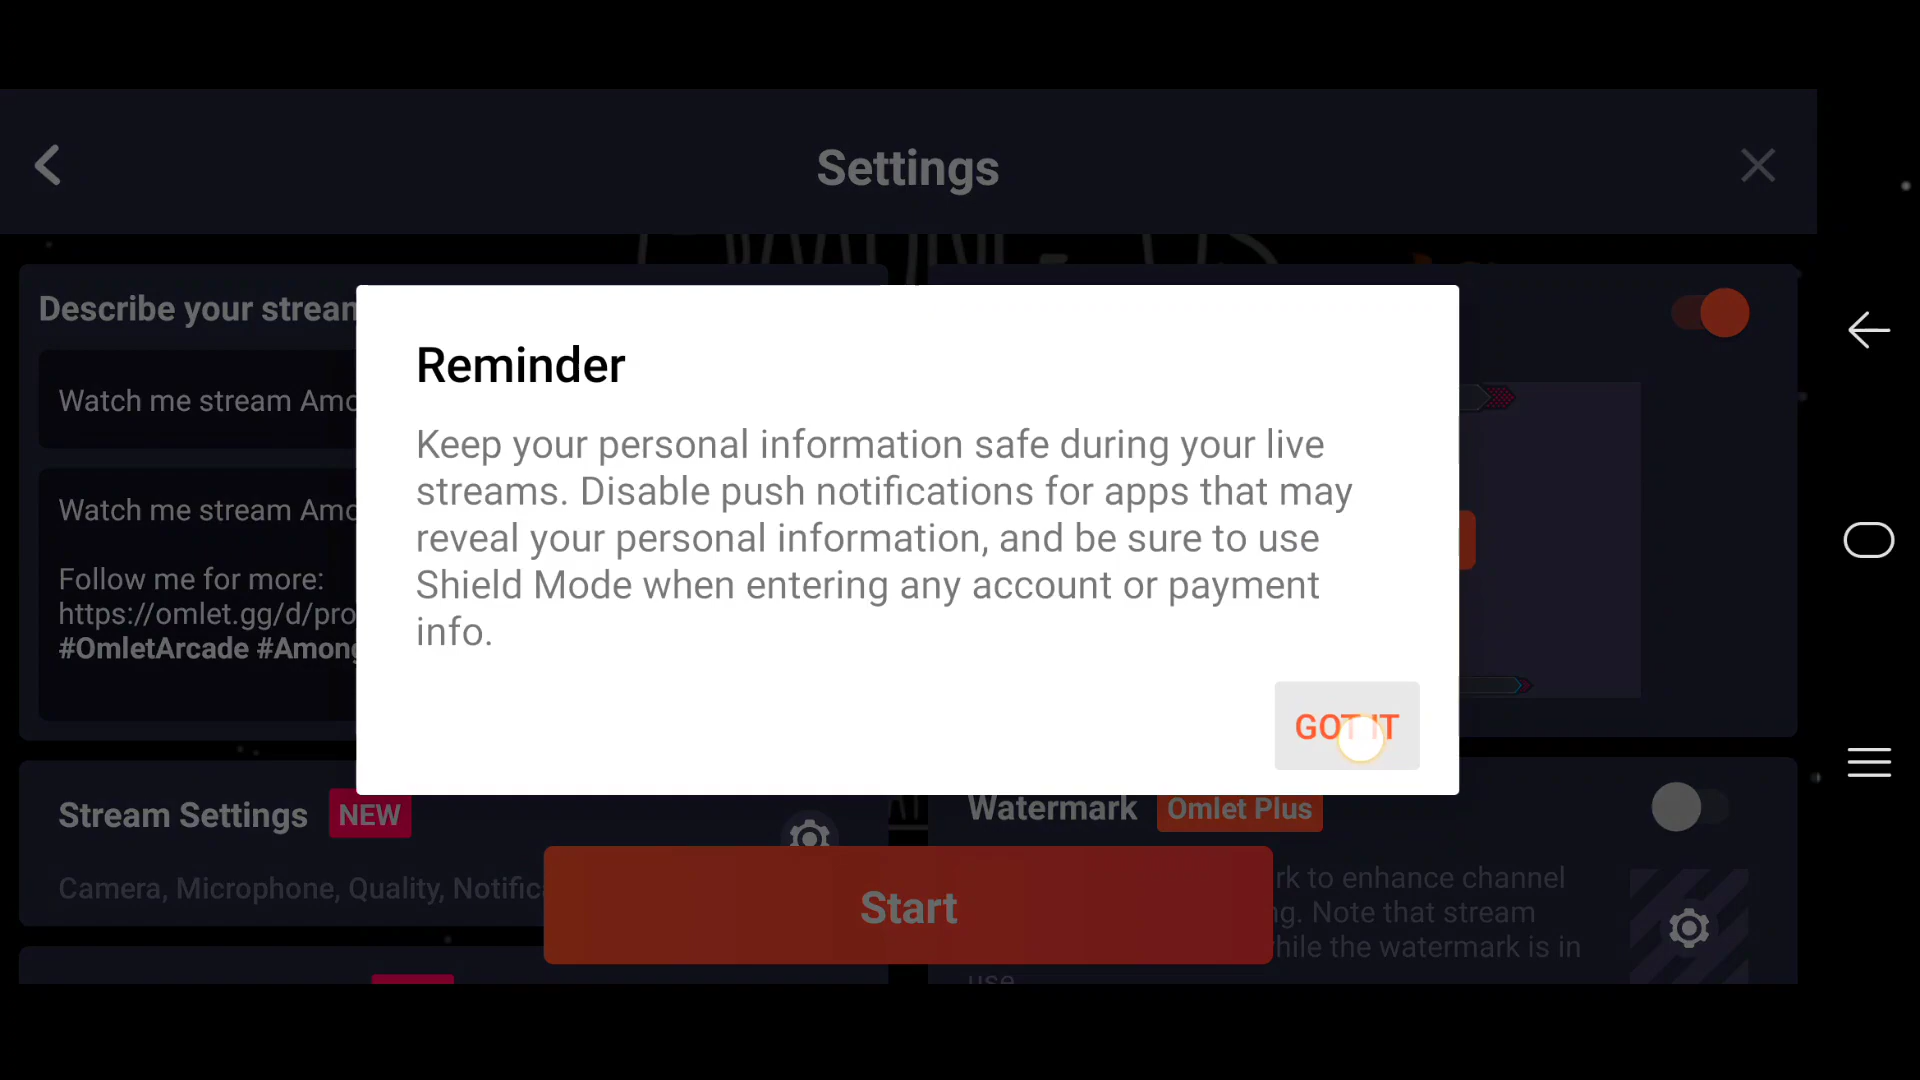 Settings
Describe your strean
Watch me stream Amo
Watch me stream Amo
Follow me for more:
https://omlet.gg/d/pro
#OmletArcade #Among
Reminder
Keep your personal information safe during your live
streams. Disable push notifications for apps that may
reveal your personal information, and be sure to use
Shield Mode when entering any account or payment
info.
GOT IT
Stream Settings NEW
Camera, Microphone, Quality, Notific
Start
Watermark Omlet Plus
rk to enhance channel
ng. Note that stream
hile the watermark is in
use